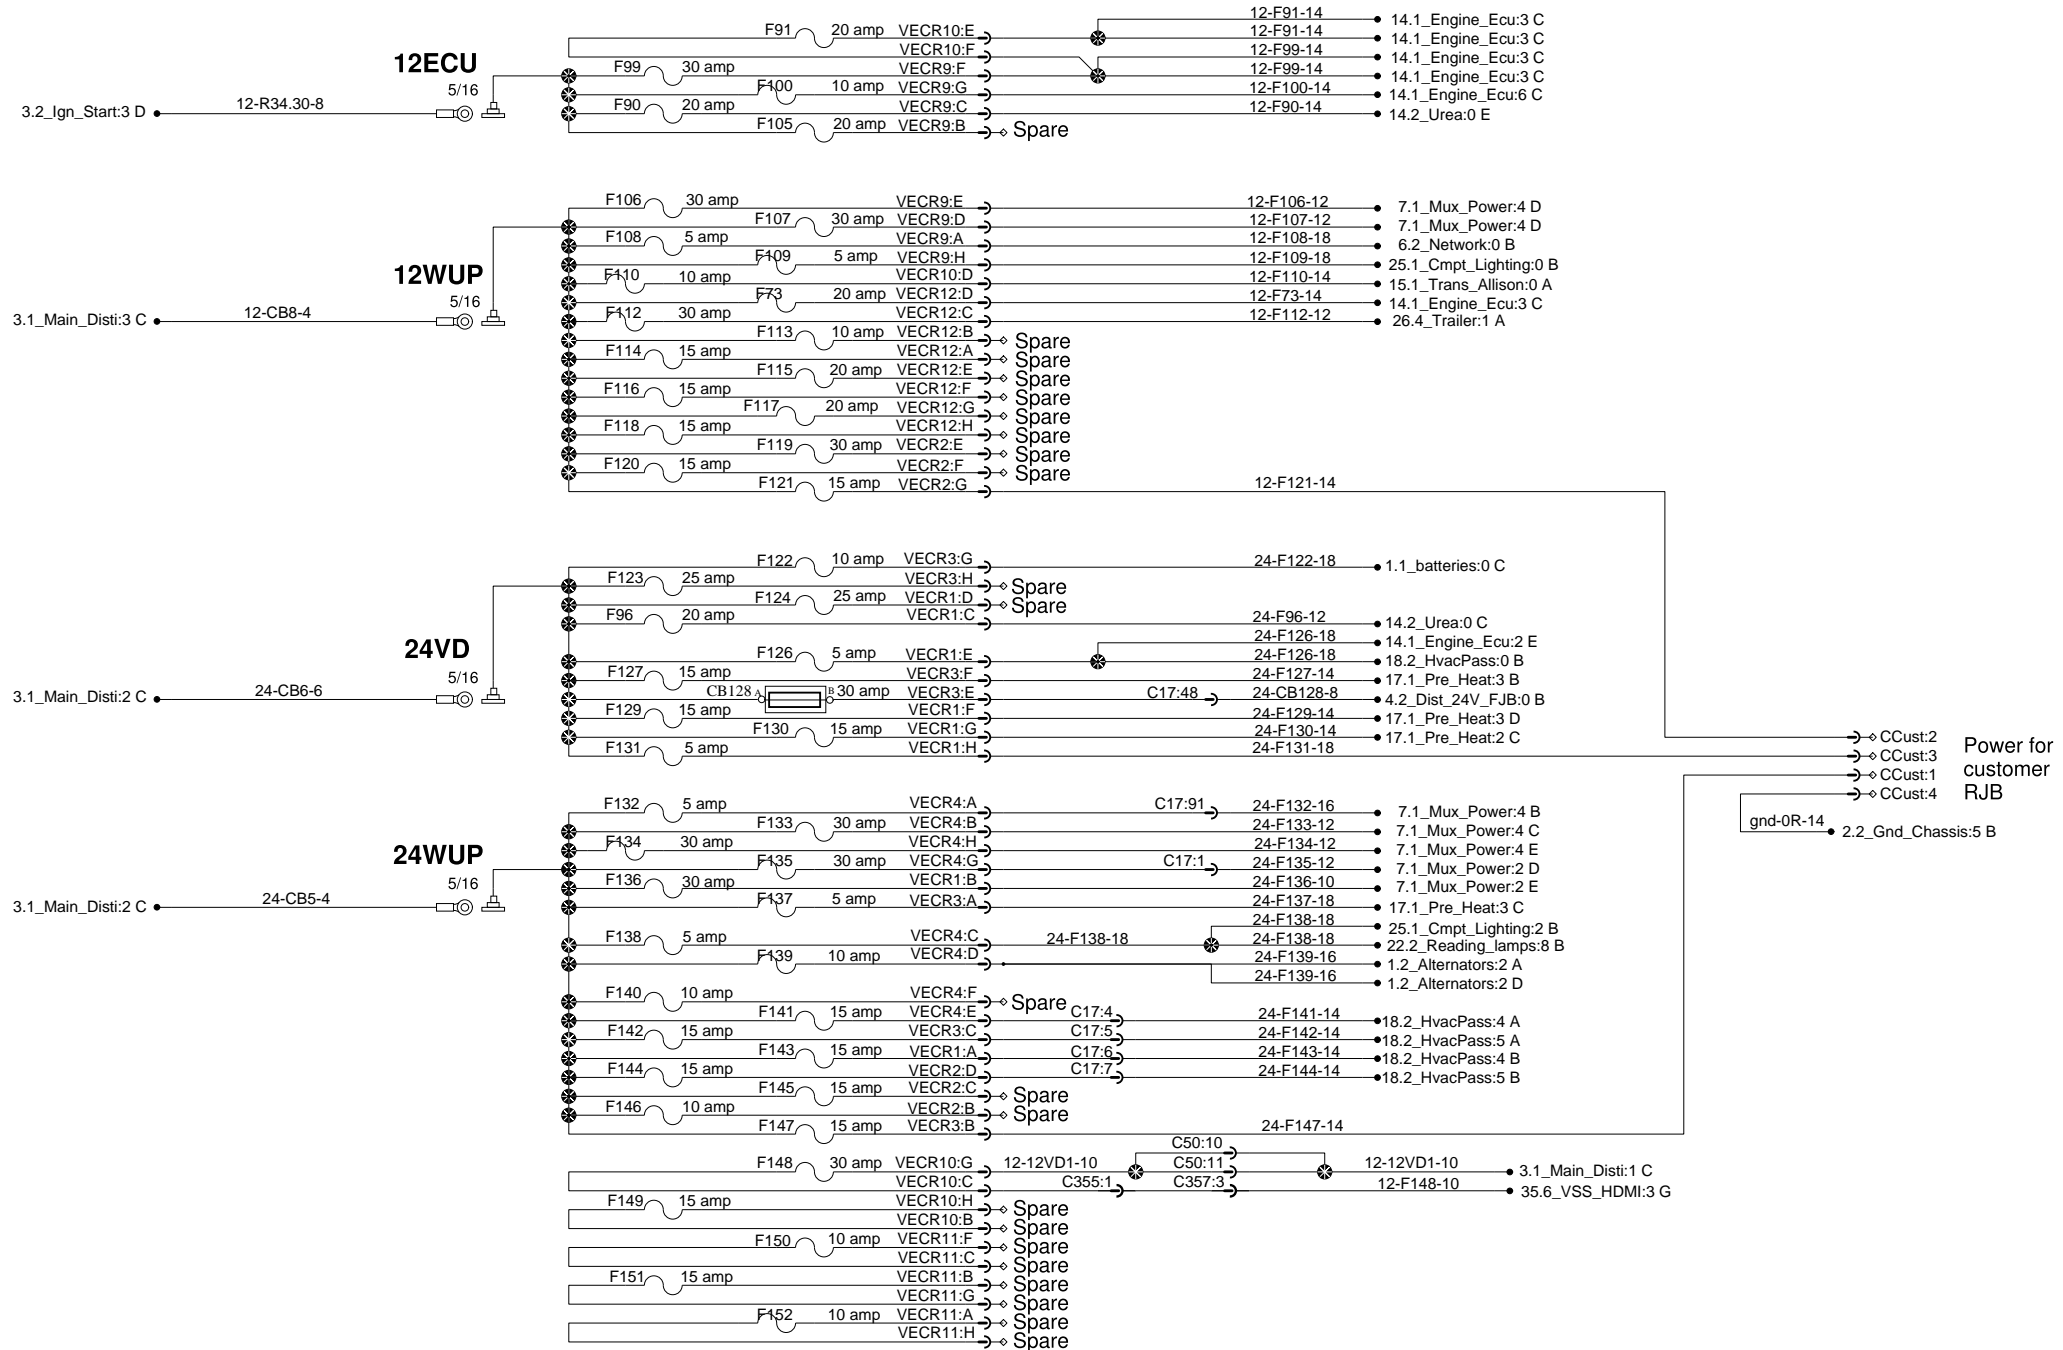 F91 20 amp VECR10:E 12-F91-14 14.1_Engine_Ecu:3 C
12-F91-14 14.1_Engine_Ecu:3 C
VECR10:F 12-F99-14 14.1_Engine_Ecu:3 C
12ECU
F99 30 amp VECR9:F 12-F99-14 14.1_Engine_Ecu:3 C
5/16 F100 10 amp VECR9:G 12-F100-14 14.1_Engine_Ecu:6 C
3.2_Ign_Start:3 D 12-R34.30-8 F90 20 amp VECR9:C 12-F90-14 14.2_Urea:0 E
F105 20 amp VECR9:B Spare
F106 30 amp VECR9:E 12-F106-12 7.1_Mux_Power:4 D
F107 30 amp VECR9:D 12-F107-12 7.1_Mux_Power:4 D
F108 5 amp VECR9:A 12-F108-18 6.2_Network:0 B
F109 5 amp VECR9:H 12-F109-18 25.1_Cmpt_Lighting:0 B
12WUP
F110 10 amp VECR10:D 12-F110-14 15.1_Trans_Allison:0 A
5/16 F73 20 amp VECR12:D 12-F73-14 14.1_Engine_Ecu:3 C
3.1_Main_Disti:3 C 12-CB8-4 F112 30 amp VECR12:C 12-F112-12 26.4_Trailer:1 A
F113 10 amp VECR12:B Spare
F114 15 amp VECR12:A Spare
F115 20 amp VECR12:E Spare
F116 15 amp VECR12:F Spare
F117 20 amp VECR12:G Spare
F118 15 amp VECR12:H Spare
F119 30 amp VECR2:E Spare
F120 15 amp VECR2:F Spare
F121 15 amp VECR2:G 12-F121-14
F122 10 amp VECR3:G 24-F122-18 1.1_batteries:0 C
F123 25 amp VECR3:H Spare
F124 25 amp VECR1:D Spare
F96 20 amp VECR1:C 24-F96-12 14.2_Urea:0 C
24VD
24-F126-18 14.1_Engine_Ecu:2 E
F126 5 amp VECR1:E 24-F126-18 18.2_HvacPass:0 B
5/16 F127 15 amp VECR3:F 24-F127-14 17.1_Pre_Heat:3 B
3.1_Main_Disti:2 C 24-CB6-6 CB128 A B 30 amp VECR3:E C17:48 24-CB128-8 4.2_Dist_24V_FJB:0 B
F129 15 amp VECR1:F 24-F129-14 17.1_Pre_Heat:3 D
F130 15 amp VECR1:G 24-F130-14 17.1_Pre_Heat:2 C
F131 5 amp VECR1:H 24-F131-18
CCust:2
CCust:3
CCust:1
CCust:4
Power for
customer
RJB
gnd-0R-14 2.2_Gnd_Chassis:5 B
F132 5 amp VECR4:A C17:91 24-F132-16 7.1_Mux_Power:4 B
F133 30 amp VECR4:B 24-F133-12 7.1_Mux_Power:4 C
24WUP
F134 30 amp VECR4:H 24-F134-12 7.1_Mux_Power:4 E
F135 30 amp VECR4:G C17:1 24-F135-12 7.1_Mux_Power:2 D
5/16 F136 30 amp VECR1:B 24-F136-10 7.1_Mux_Power:2 E
3.1_Main_Disti:2 C 24-CB5-4 F137 5 amp VECR3:A 24-F137-18 17.1_Pre_Heat:3 C
24-F138-18 25.1_Cmpt_Lighting:2 B
F138 5 amp VECR4:C 24-F138-18 24-F138-18 22.2_Reading_lamps:8 B
F139 10 amp VECR4:D 24-F139-16 1.2_Alternators:2 A
24-F139-16 1.2_Alternators:2 D
F140 10 amp VECR4:F Spare
F141 15 amp VECR4:E C17:4 24-F141-14 18.2_HvacPass:4 A
F142 15 amp VECR3:C C17:5 24-F142-14 18.2_HvacPass:5 A
F143 15 amp VECR1:A C17:6 24-F143-14 18.2_HvacPass:4 B
F144 15 amp VECR2:D C17:7 24-F144-14 18.2_HvacPass:5 B
F145 15 amp VECR2:C Spare
F146 10 amp VECR2:B Spare
F147 15 amp VECR3:B 24-F147-14
C50:10
F148 30 amp VECR10:G 12-12VD1-10 C50:11 12-12VD1-10 3.1_Main_Disti:1 C
VECR10:C C355:1 C357:3 12-F148-10 35.6_VSS_HDMI:3 G
F149 15 amp VECR10:H Spare
VECR10:B Spare
F150 10 amp VECR11:F Spare
VECR11:C Spare
F151 15 amp VECR11:B Spare
VECR11:G Spare
F152 10 amp VECR11:A Spare
VECR11:H Spare